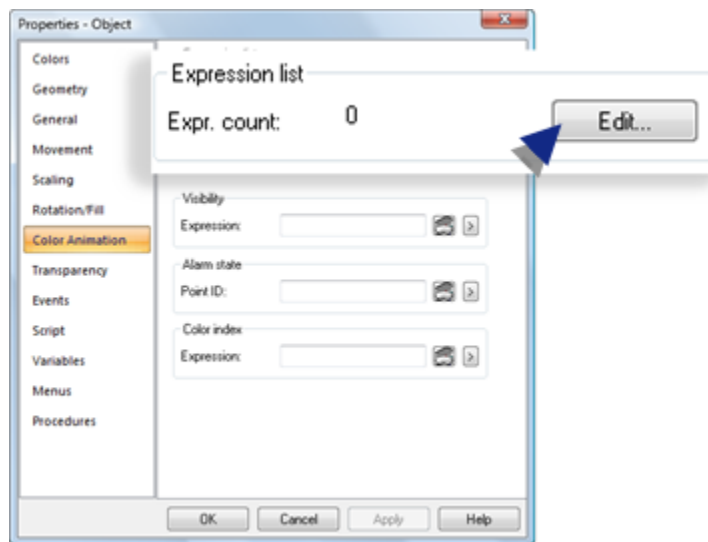 Properties - Object
Colors
Geometry
General
Movement
Scaling
Rotation/Fill
Color Animation
Transparency
Events
Script
Variables
Menus
Procedures
Expression list
Expr. count: 0 Edit...
Visibility
Expression:
Alarm state
Point ID:
Color index
Expression:
OK Cancel Apply Help